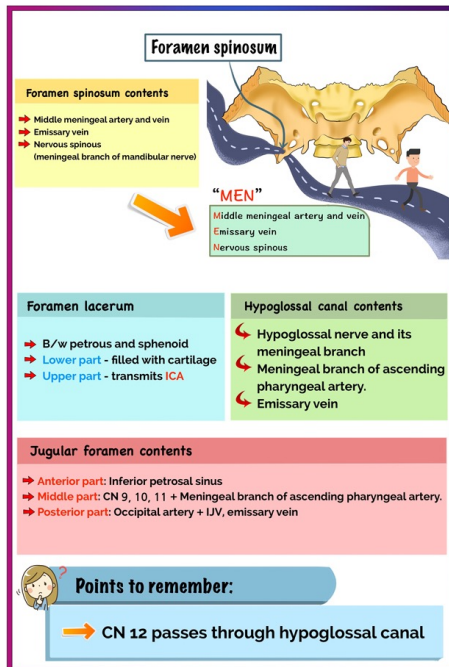 Foramen spinosum
Foramen spinosum contents
Middle meningeal artery and vein
Emissary vein
Nervous spinous
(meningeal branch of mandibular nerve)
"MEN"
Middle meningeal artery and vein
Emissary vein
Nervous spinous
Foramen lacerum
B/w petrous and sphenoid
Lower part - filled with cartilage
Upper part - transmits ICA
Hypoglossal canal contents
Hypoglossal nerve and its
meningeal branch
Meningeal branch of ascending
pharyngeal artery.
Emissary vein
Jugular foramen contents
Anterior part: Inferior petrosal sinus
Middle part: CN 9, 10, 11 + Meningeal branch of ascending pharyngeal artery.
Posterior part: Occipital artery + IJV, emissary vein
?
Points to remember:
CN 12 passes through hypoglossal canal